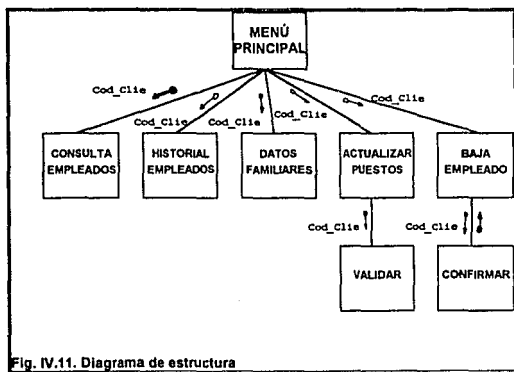 MENÚ
PRINCIPAL
Cod_Clie
Cod_Clie
Cod_Clie
Cod_Clie
Cod_Clie
CONSULTA
EMPLEADOS
HISTORIAL
EMPLEADOS
DATOS
FAMILIARES
ACTUALIZAR
PUESTOS
BAJA
EMPLEADO
Cod_Clie
Cod_Clie
VALIDAR
CONFIRMAR
Fig. IV.11. Diagrama de estructura